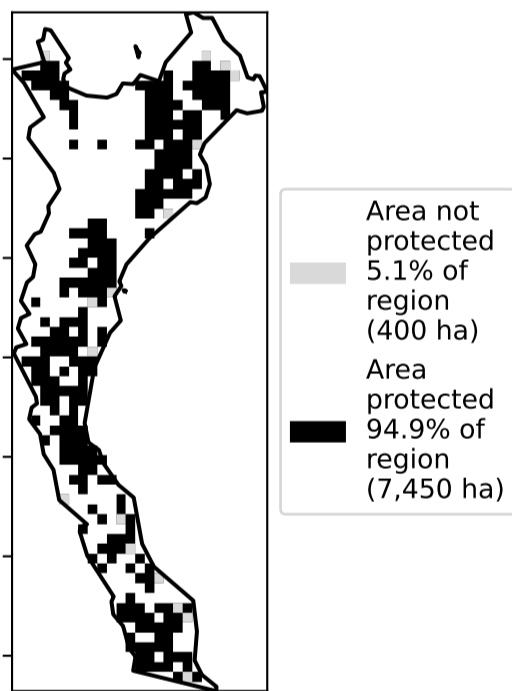 Area not
protected
5.1% of
region
(400 ha)
Area
protected
94.9% of
region
(7,450 ha)